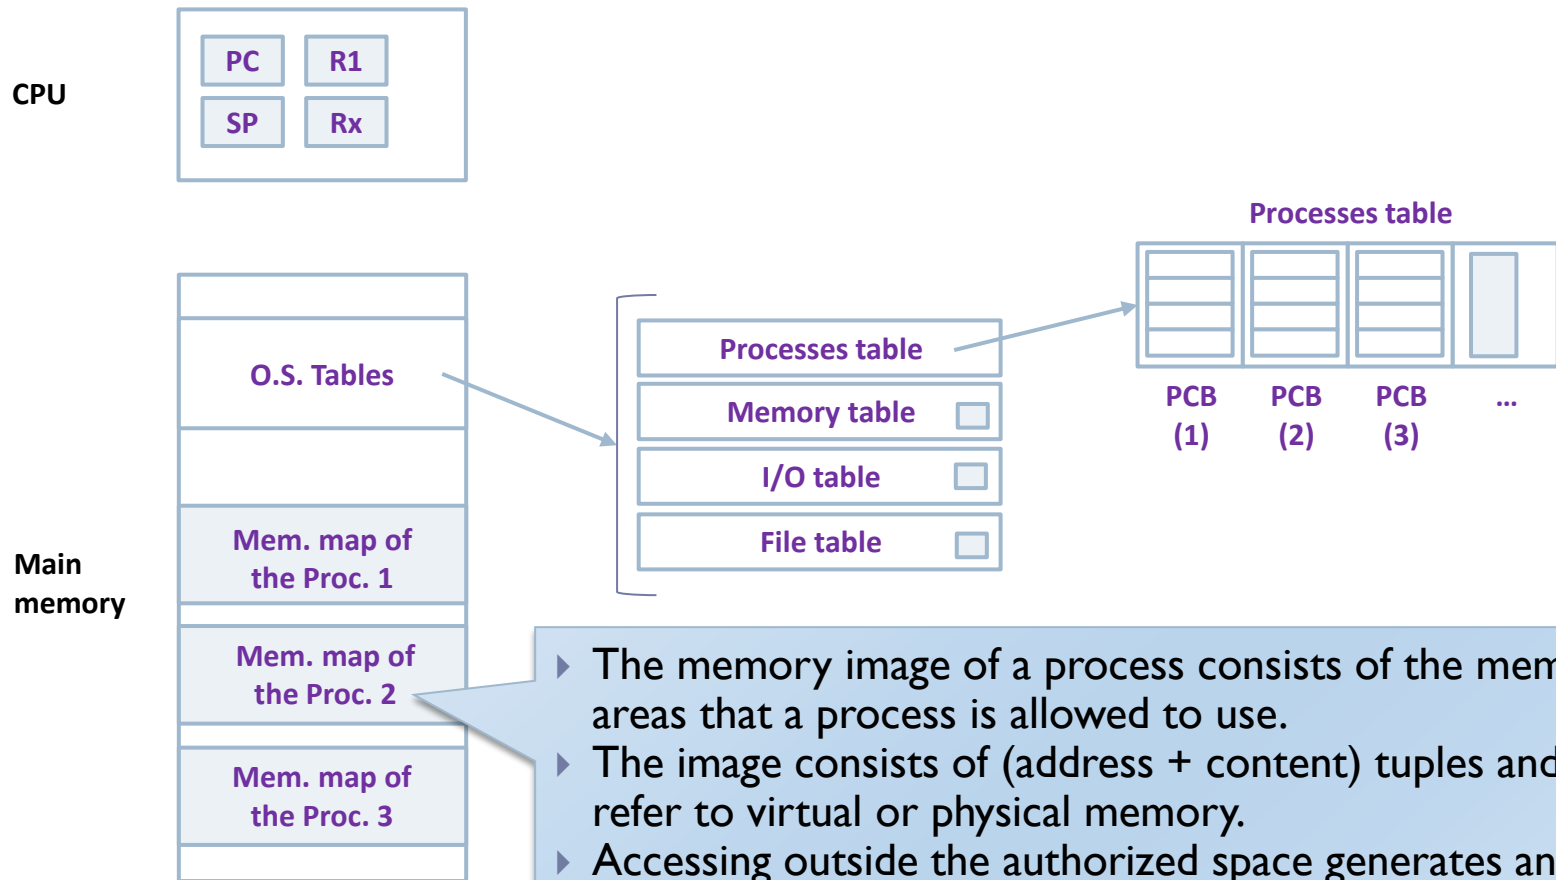 CPU
PC
R1
SP
Rx
Processes table
PCB
(1)
PCB
(2)
PCB
(3)
...
O.S. Tables
Processes table
Memory table
I/O table
File table
Main
memory
Mem. map of
the Proc. 1
Mem. map of
the Proc. 2
Mem. map of
the Proc. 3
The memory image of a process consists of the
areas that a process is allowed to use.
The image consists of (address + content) tuples and
refer to virtual or physical memory.
Accessing outside the authorized space generates an